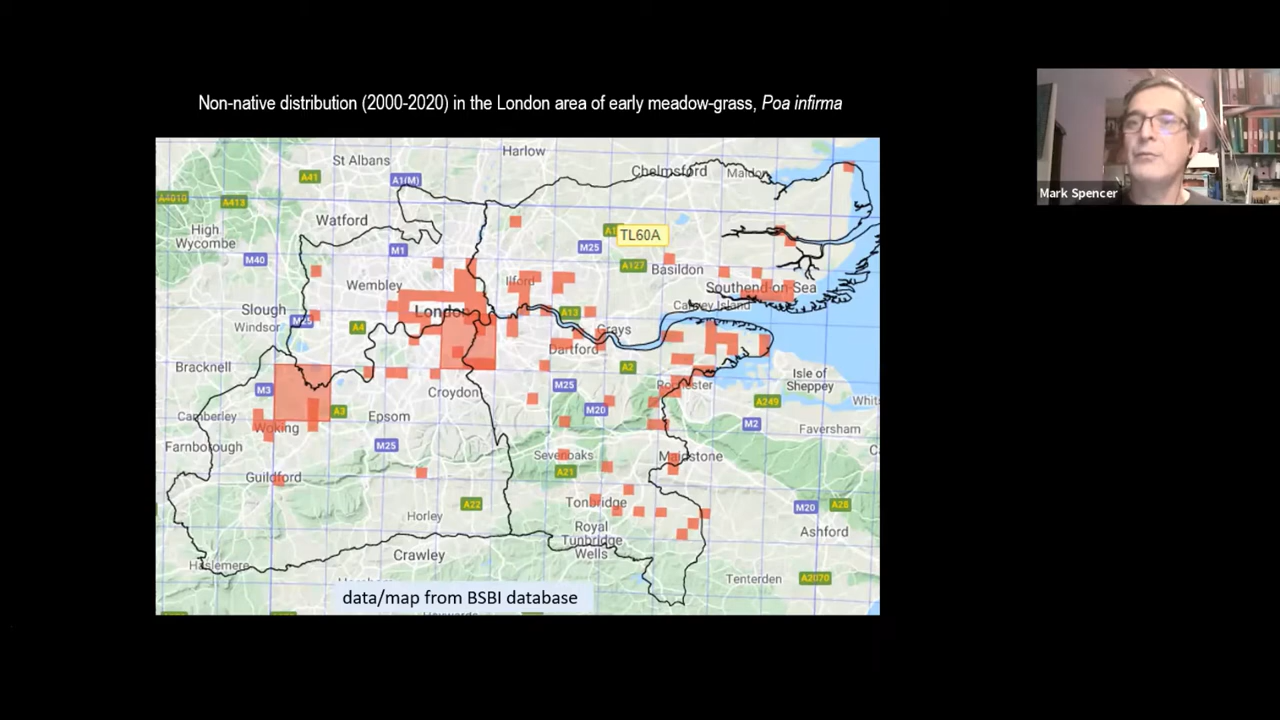 Non-native distribution (2000-2020) in the London area of early meadow-grass, Poa infirma
Mark Spencer
Harlow
St Albans
Chelmsford
Maldon
A41
A1(M)
A4010
A413
High
Wycombe
Watford
TL60A
M25
M40
M1
A127
Basildon
Wembley
Ilford
Southend-on-Sea
Canvey Island
Slough
London
A13
Windsor
M25
A4
Grays
Dartford
Bracknell
A2
Isle of
Sheppey
M3
Croydon
M25
Rochester
A249
Whits
Camberley
A3
Epsom
M20
M2
Faversham
Woking
Farnborough
M25
Sevenoaks
Maidstone
A21
Guildford
A22
Tonbridge
M20
A28
Horley
Royal
Tunbridge
Wells
Ashford
Crawley
Haslemere
Tenterden
A2070
data/map from BSBI database